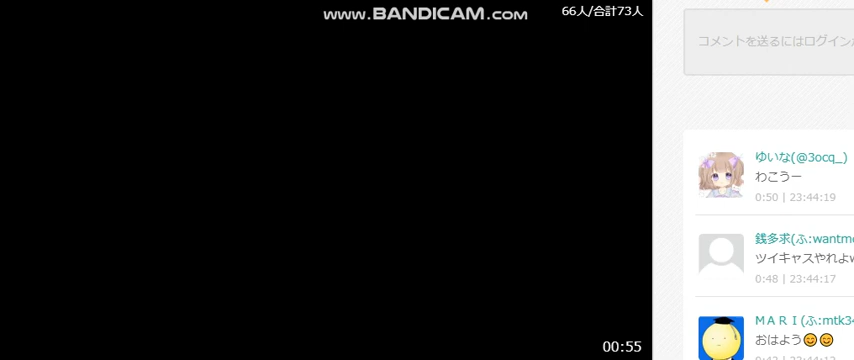 www.BANDICAM.com
66人/合計73人
コメントを送るにはログイン
ゆいな(@3ocq_)
わこうー
0:50 | 23:44:19
銭多求(ふ:wantm
ツイキャスやれよw
0:48 | 23:44:17
ＭＡＲＩ(ふ:mtk34
おはよう😊😊
00:55